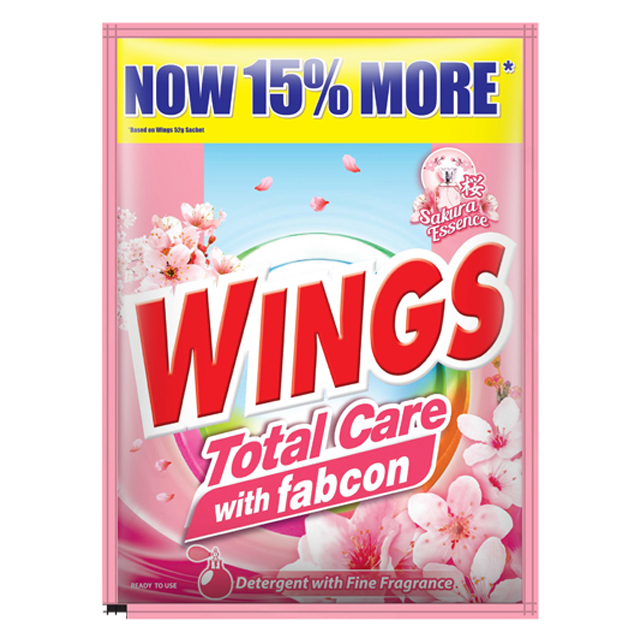 NOW 15% MORE*
*Based on Wings 52g Sachet
桜
Sakura
Essence
WINGS
Total Care
with fabcon
READY TO USE
Detergent with Fine Fragrance